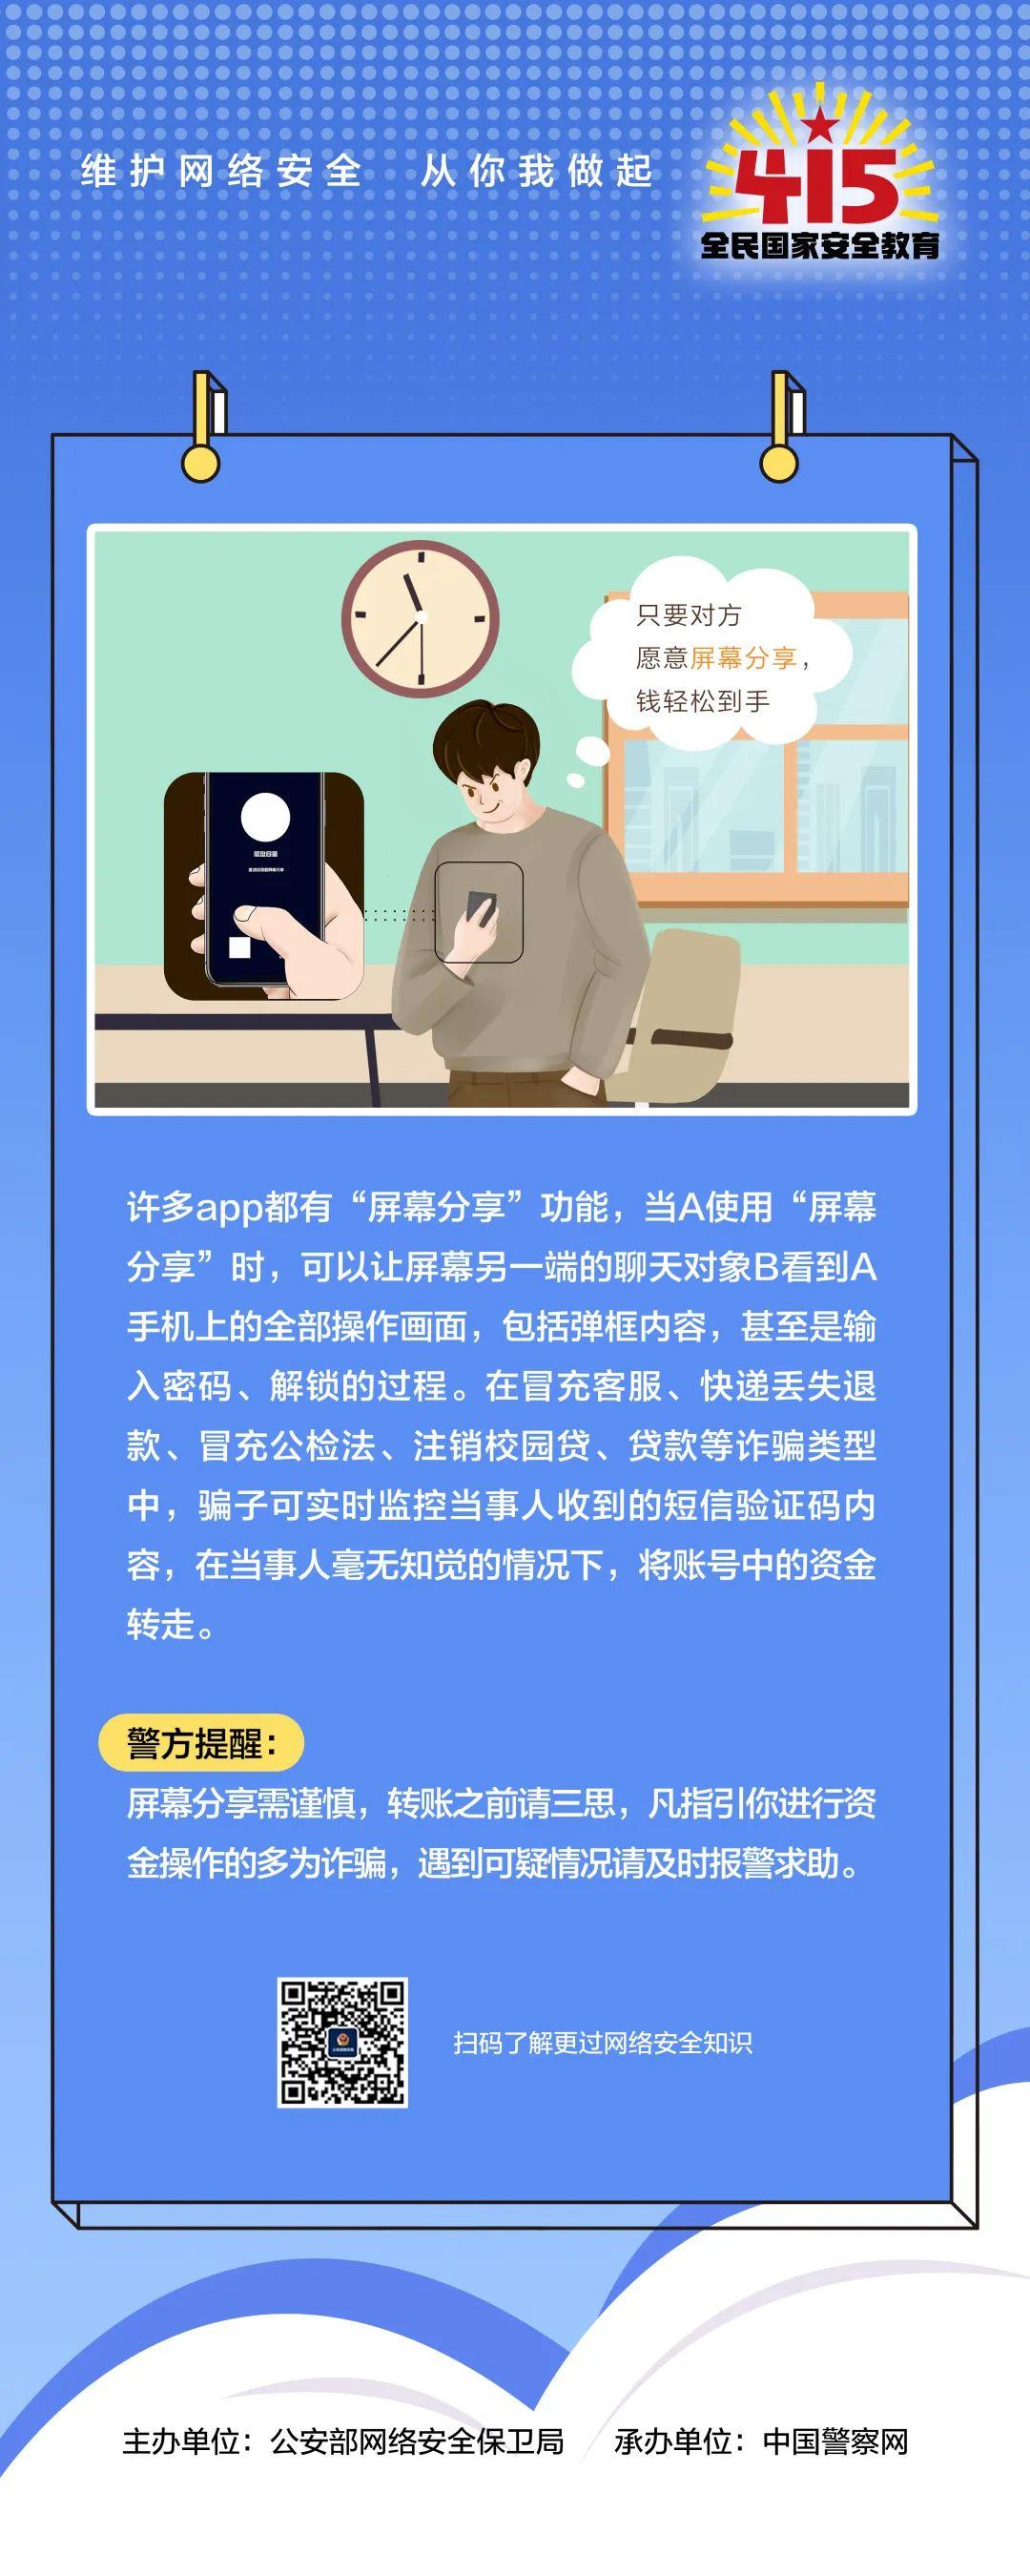 维护网络安全 从你我做起
415
全民国家安全教育
只要对方
愿意屏幕分享，
钱轻松到手
许多app都有“屏幕分享”功能，当A使用“屏幕
分享”时，可以让屏幕另一端的聊天对象B看到A
手机上的全部操作画面，包括弹框内容，甚至是输
入密码、解锁的过程。在冒充客服、快递丢失退
款、冒充公检法、注销校园贷、贷款等诈骗类型
中，骗子可实时监控当事人收到的短信验证码内
容，在当事人毫无知觉的情况下，将账号中的资金
转走。
警方提醒：
屏幕分享需谨慎，转账之前请三思，凡指引你进行资
金操作的多为诈骗，遇到可疑情况请及时报警求助。
扫码了解更过网络安全知识
主办单位：公安部网络安全保卫局 承办单位：中国警察网